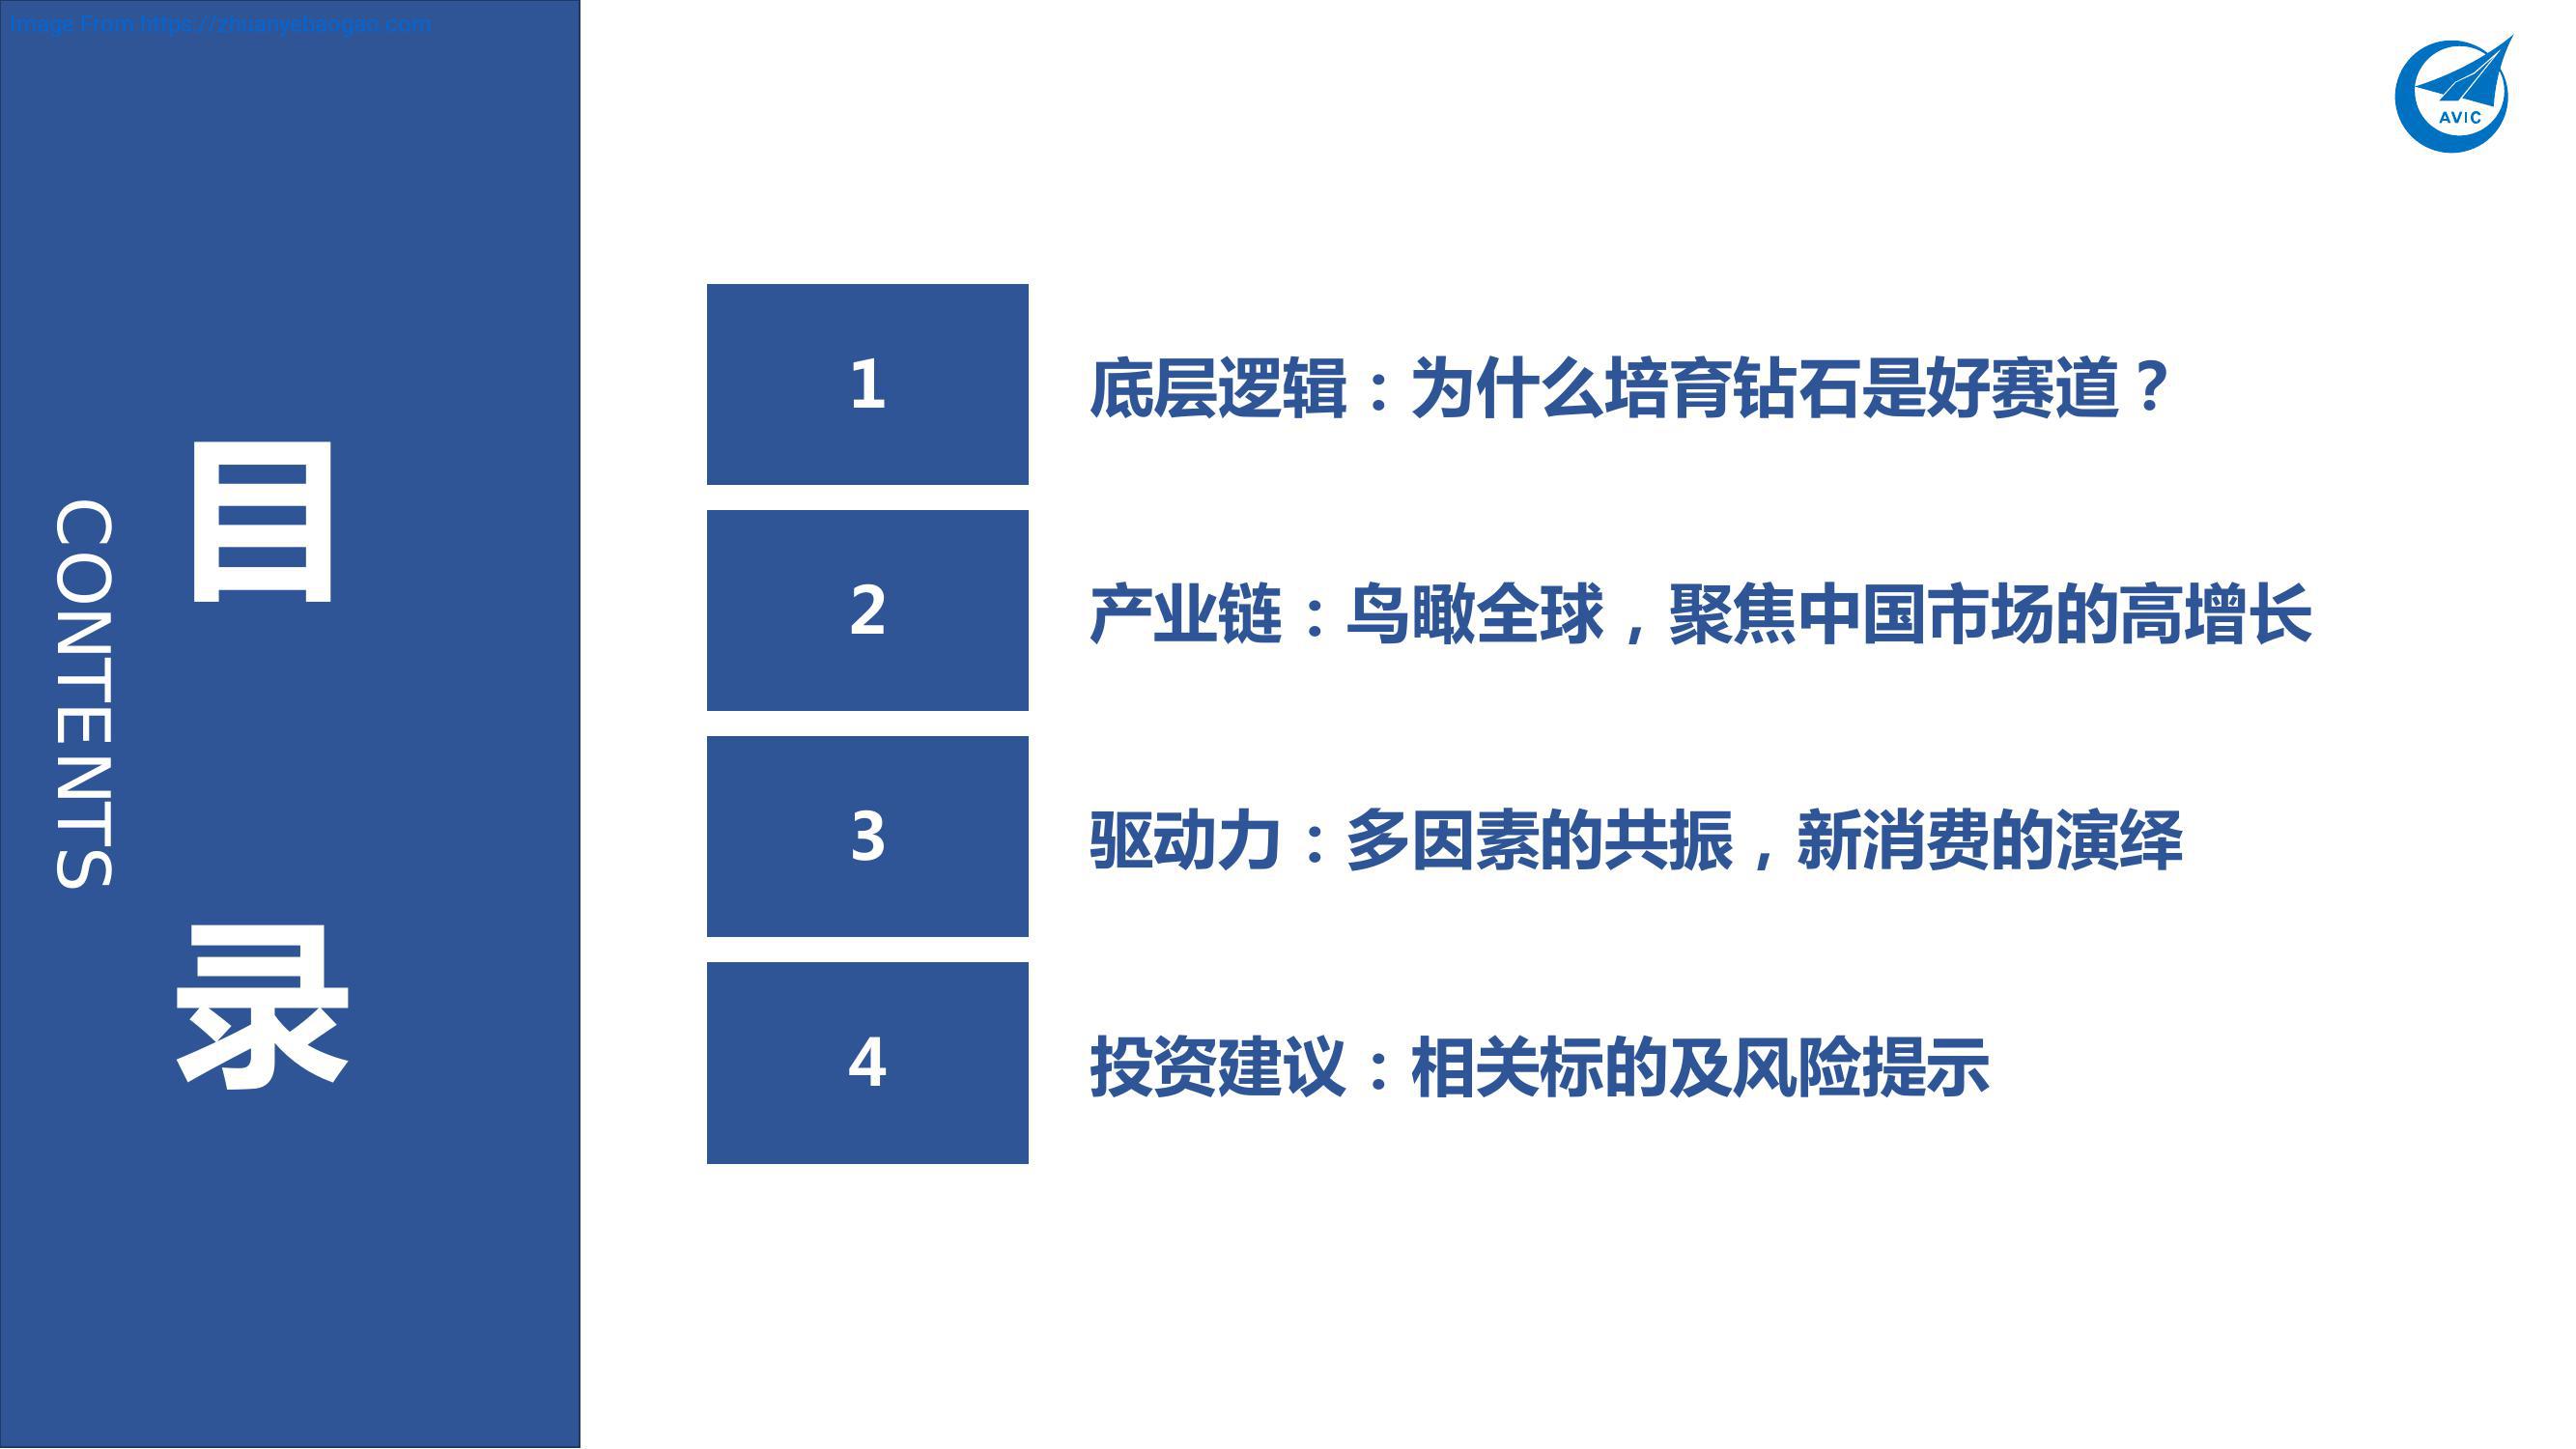 Image From:https://zhuanyebaogao.com
AVIC
目录
CONTENTS
1
底层逻辑：为什么培育钻石是好赛道？
2
产业链：鸟瞰全球，聚焦中国市场的高增长
3
驱动力：多因素的共振，新消费的演绎
4
投资建议：相关标的及风险提示